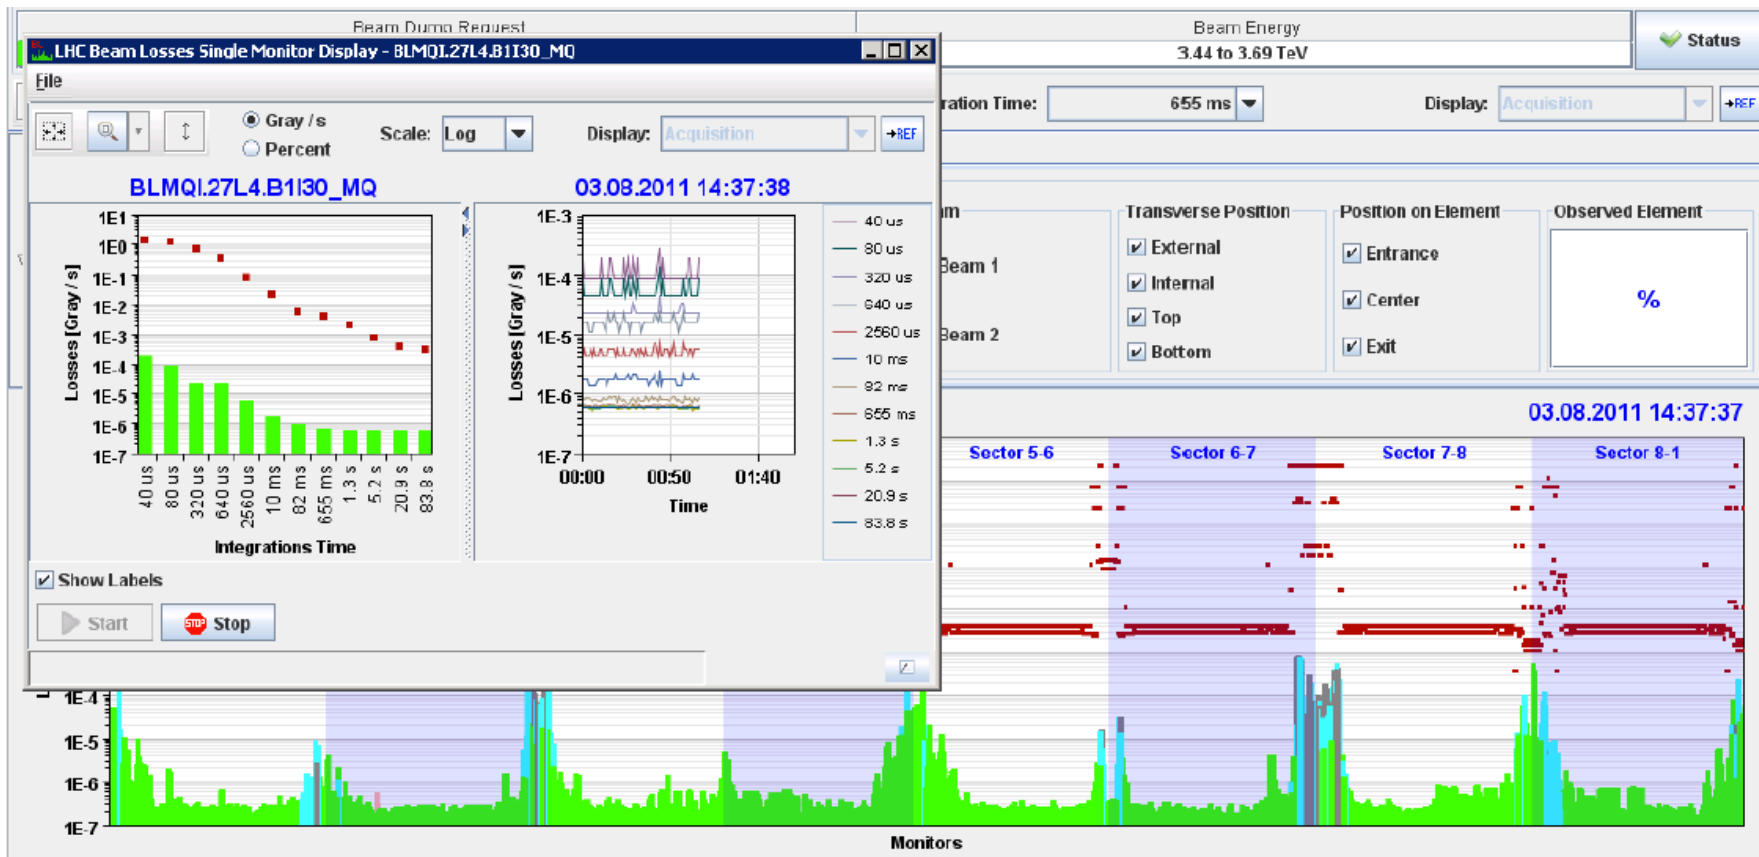 Beam Dump Request
Beam Energy
3.44 to 3.69 TeV
Status
LHC Beam Losses Single Monitor Display - BLMQI.27L4.B1I30_MQ
File
Gray / s
Percent
Scale: Log
Display: Acquisition
→REF
ration Time: 655 ms
Display: Acquisition
→REF
BLMQI.27L4.B1I30_MQ
03.08.2011 14:37:38
Losses [Gray / s]
1E1
1E0
1E-1
1E-2
1E-3
1E-4
1E-5
1E-6
1E-7
40 us
80 us
320 us
640 us
2560 us
10 ms
82 ms
655 ms
1.3 s
5.2 s
20.9 s
83.8 s
Integrations Time
Losses [Gray / s]
1E-3
1E-4
1E-5
1E-6
1E-7
00:00 00:50 01:40
Time
40 us
80 us
320 us
640 us
2560 us
10 ms
82 ms
655 ms
1.3 s
5.2 s
20.9 s
83.8 s
Show Labels
Start
STOP Stop
Beam 1
Beam 2
Transverse Position
External
Internal
Top
Bottom
Position on Element
Entrance
Center
Exit
Observed Element
%
03.08.2011 14:37:37
Sector 5-6
Sector 6-7
Sector 7-8
Sector 8-1
1E-4
1E-5
1E-6
1E-7
Monitors